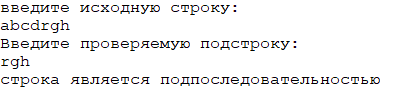 введите исходную строку:
abcdrgh
Введите проверяемую подстроку:
rgh
строка является подпоследовательностью